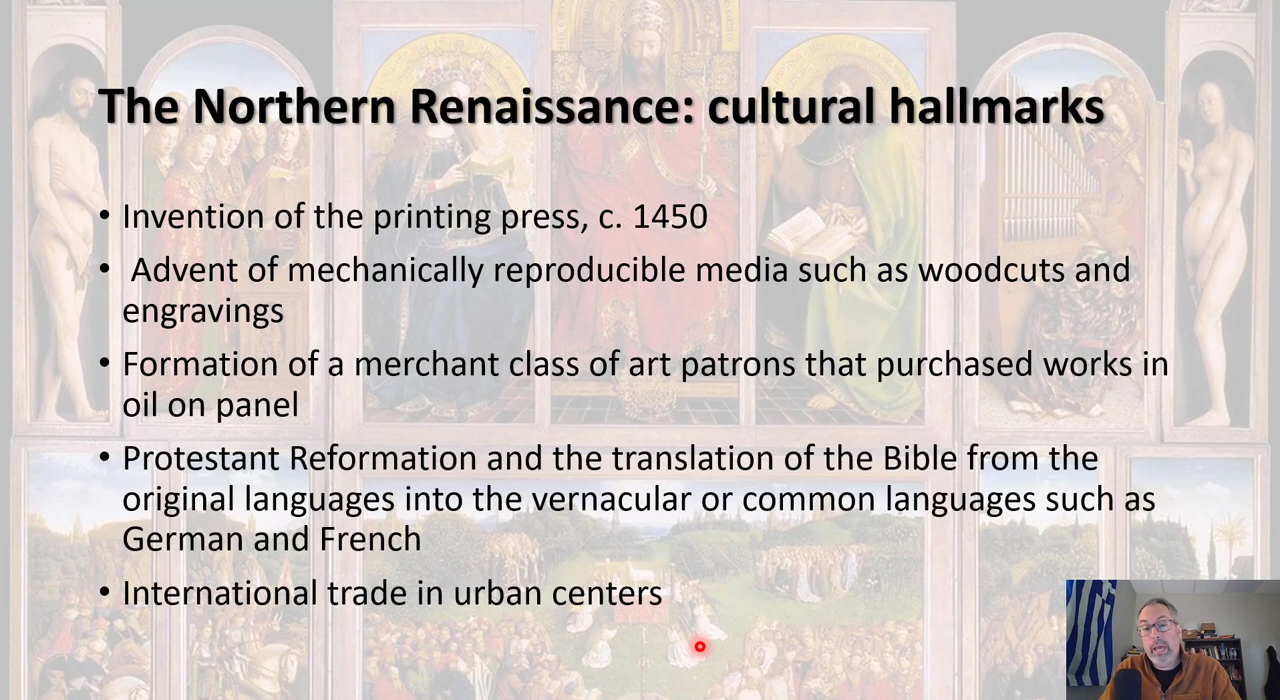 The Northern Renaissance: cultural hallmarks
• Invention of the printing press, c. 1450
• Advent of mechanically reproducible media such as woodcuts and
engravings
• Formation of a merchant class of art patrons that purchased works in
oil on panel
• Protestant Reformation and the translation of the Bible from the
original languages into the vernacular or common languages such as
German and French
• International trade in urban centers